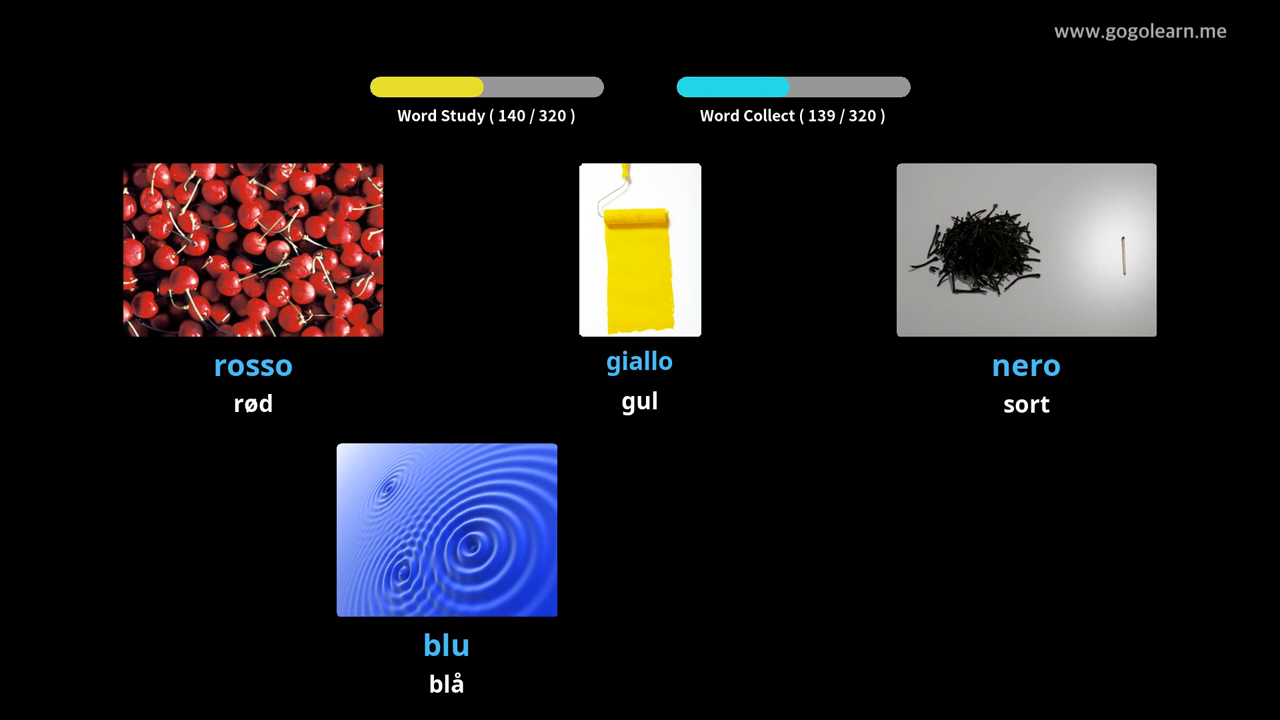 www.gogolearn.me
Word Study ( 140 / 320 )
Word Collect ( 139 / 320 )
rosso
rød
giallo
gul
nero
sort
blu
blå